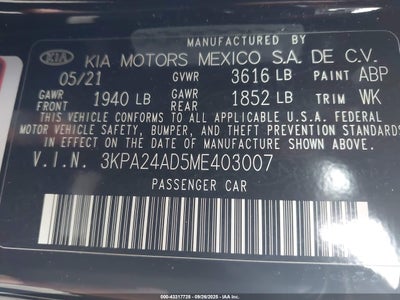 MANUFACTURED BY
KIA KIA MOTORS MEXICO S.A. DE C.V.
05/21 GVWR 3616 LB PAINT ABP
GAWR FRONT 1940 LB GAWR REAR 1852 LB TRIM WK
THIS VEHICLE CONFORMS TO ALL APPLICABLE U.S.A. FEDERAL
MOTOR VEHICLE SAFETY, BUMPER, AND THEFT PREVENTION STANDARDS
IN EFFECT ON THE DATE OF MANUFACTURE SHOWN ABOVE.
V.I.N. 3KPA24AD5ME403007
PASSENGER CAR
000-43317728 - 09/26/2025 - IAA Inc.